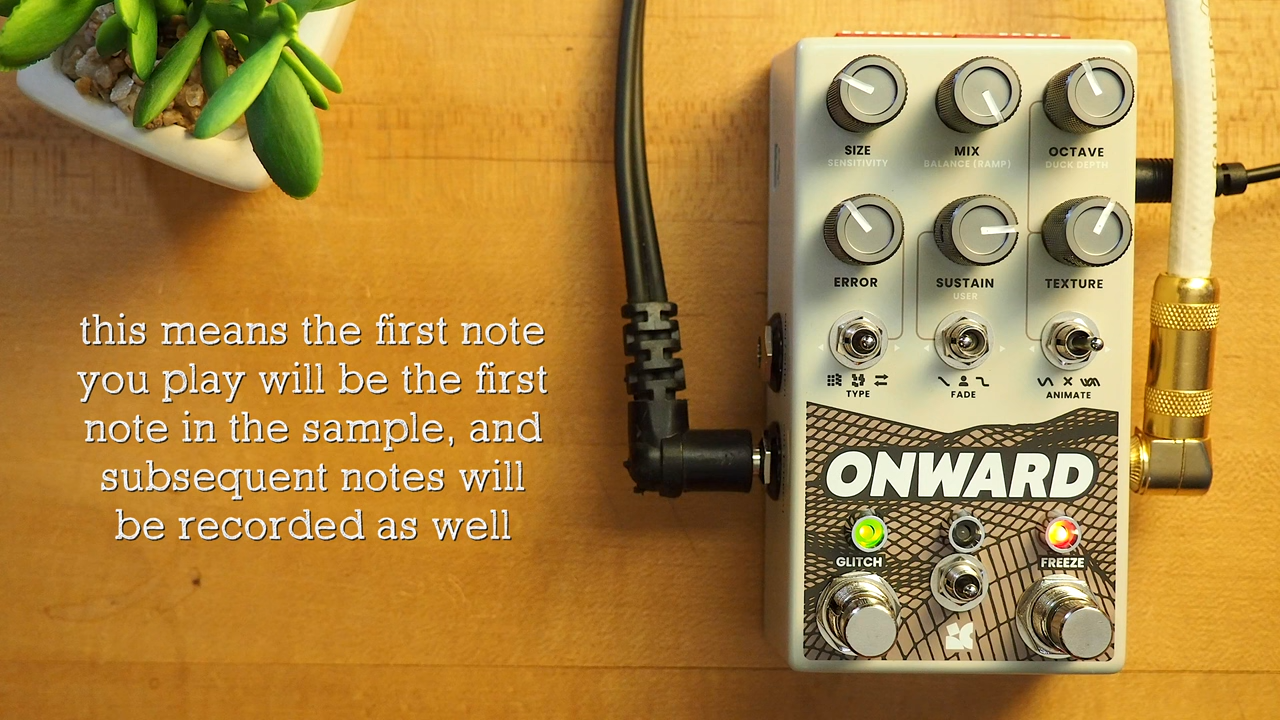 this means the first note
you play will be the first
note in the sample, and
subsequent notes will
be recorded as well
SIZE
SENSITIVITY
MIX
BALANCE (RAMP)
OCTAVE
DUCK DEPTH
ERROR
SUSTAIN
USER
TEXTURE
TYPE
FADE
ANIMATE
ONWARD
GLITCH
FREEZE